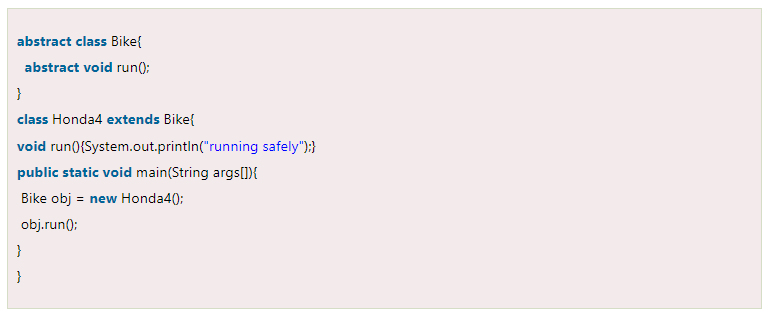 abstract class Bike{
  abstract void run();
}
class Honda4 extends Bike{
void run(){System.out.println("running safely");}
public static void main(String args[]){
 Bike obj = new Honda4();
 obj.run();
}
}